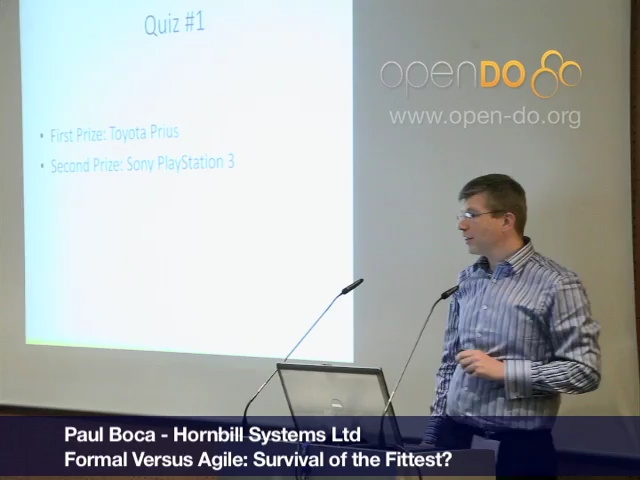 Quiz #1
openDO
www.open-do.org
• First Prize: Toyota Prius
• Second Prize: Sony PlayStation 3
Paul Boca - Hornbill Systems Ltd
Formal Versus Agile: Survival of the Fittest?